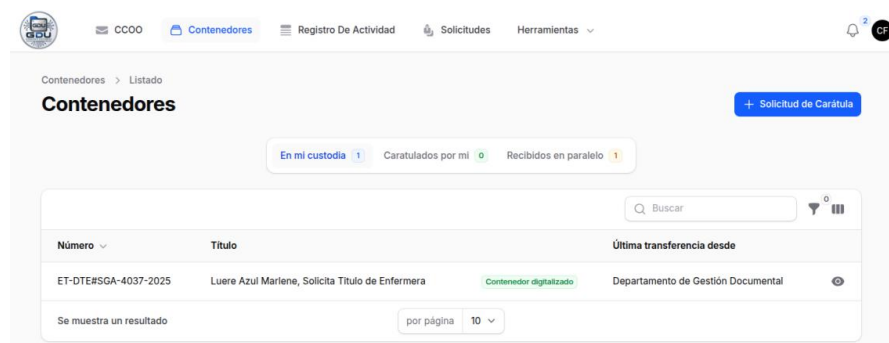 GDU
CCOO Contenedores Registro De Actividad Solicitudes Herramientas 2 CF
Contenedores > Listado
Contenedores
+ Solicitud de Carátula
En mi custodia 1 Caratulados por mi 0 Recibidos en paralelo 1
Buscar 0
Número Título Última transferencia desde
ET-DTE#SGA-4037-2025 Luere Azul Marlene, Solicita Titulo de Enfermera Contenedor digitalizado Departamento de Gestión Documental
Se muestra un resultado por página 10